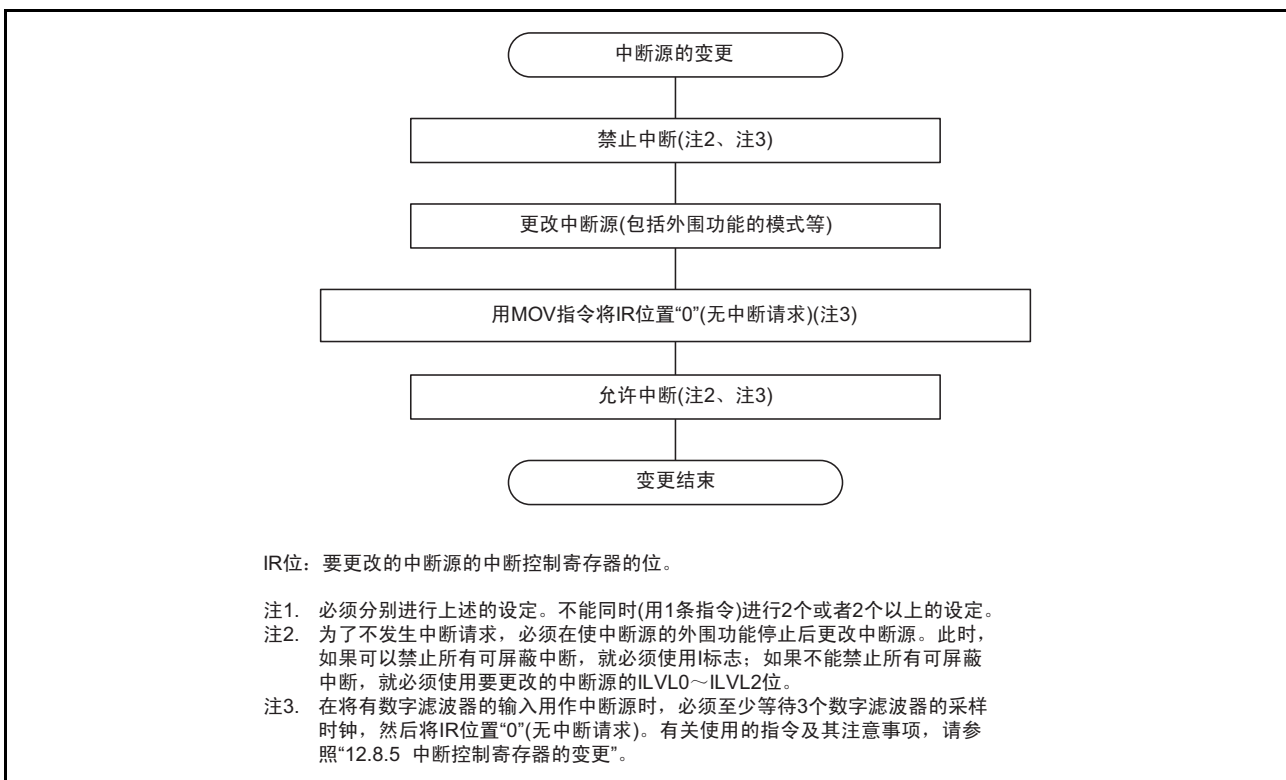 中断源的变更
禁止中断(注2、注3)
更改中断源(包括外围功能的模式等)
用MOV指令将IR位置“0”(无中断请求)(注3)
允许中断(注2、注3)
变更结束
IR位：要更改的中断源的中断控制寄存器的位。
注1. 必须分别进行上述的设定。不能同时(用1条指令)进行2个或者2个以上的设定。
注2. 为了不发生中断请求，必须在使中断源的外围功能停止后更改中断源。此时，
如果可以禁止所有可屏蔽中断，就必须使用I标志；如果不能禁止所有可屏蔽
中断，就必须使用要更改的中断源的ILVL0～ILVL2位。
注3. 在将有数字滤波器的输入用作中断源时，必须至少等待3个数字滤波器的采样
时钟，然后将IR位置“0”(无中断请求)。有关使用的指令及其注意事项，请参
照“12.8.5 中断控制寄存器的变更”。